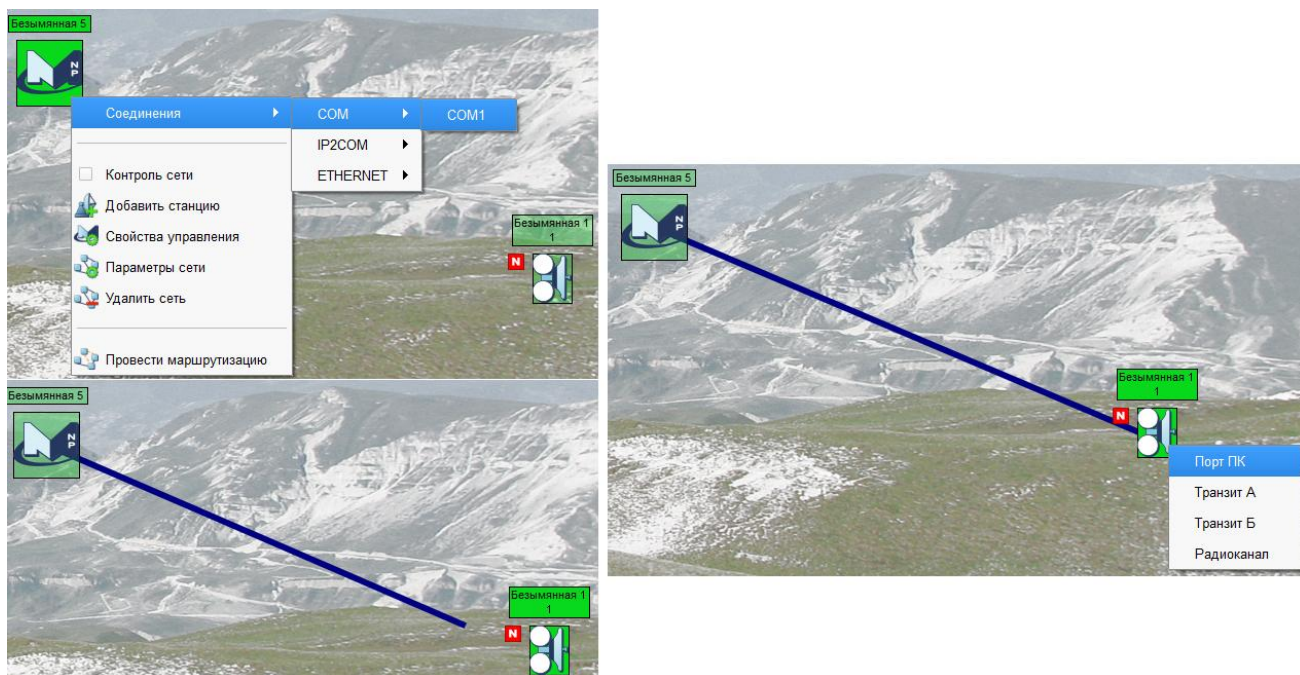 Безымянная 5
N
P
Соединения
COM
COM1
IP2COM
ETHERNET
Контроль сети
Добавить станцию
Свойства управления
Параметры сети
Удалить сеть
Провести маршрутизацию
Безымянная 1
1
N
Безымянная 5
N
P
Безымянная 1
1
N
Безымянная 5
N
P
Безымянная 1
1
N
Порт ПК
Транзит А
Транзит Б
Радиоканал